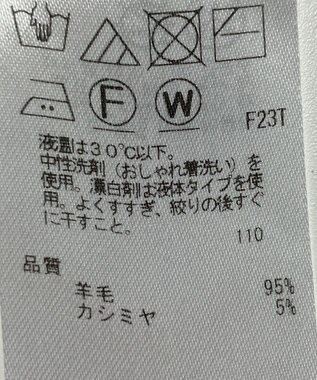 F W
F23T
液温は30℃以下。
中性洗剤（おしゃれ着洗い）を
使用。漂白剤は液体タイプを使
用。よくすすぎ、絞りの後すぐ
に干すこと。
110
品質
羊毛 95%
カシミヤ 5%